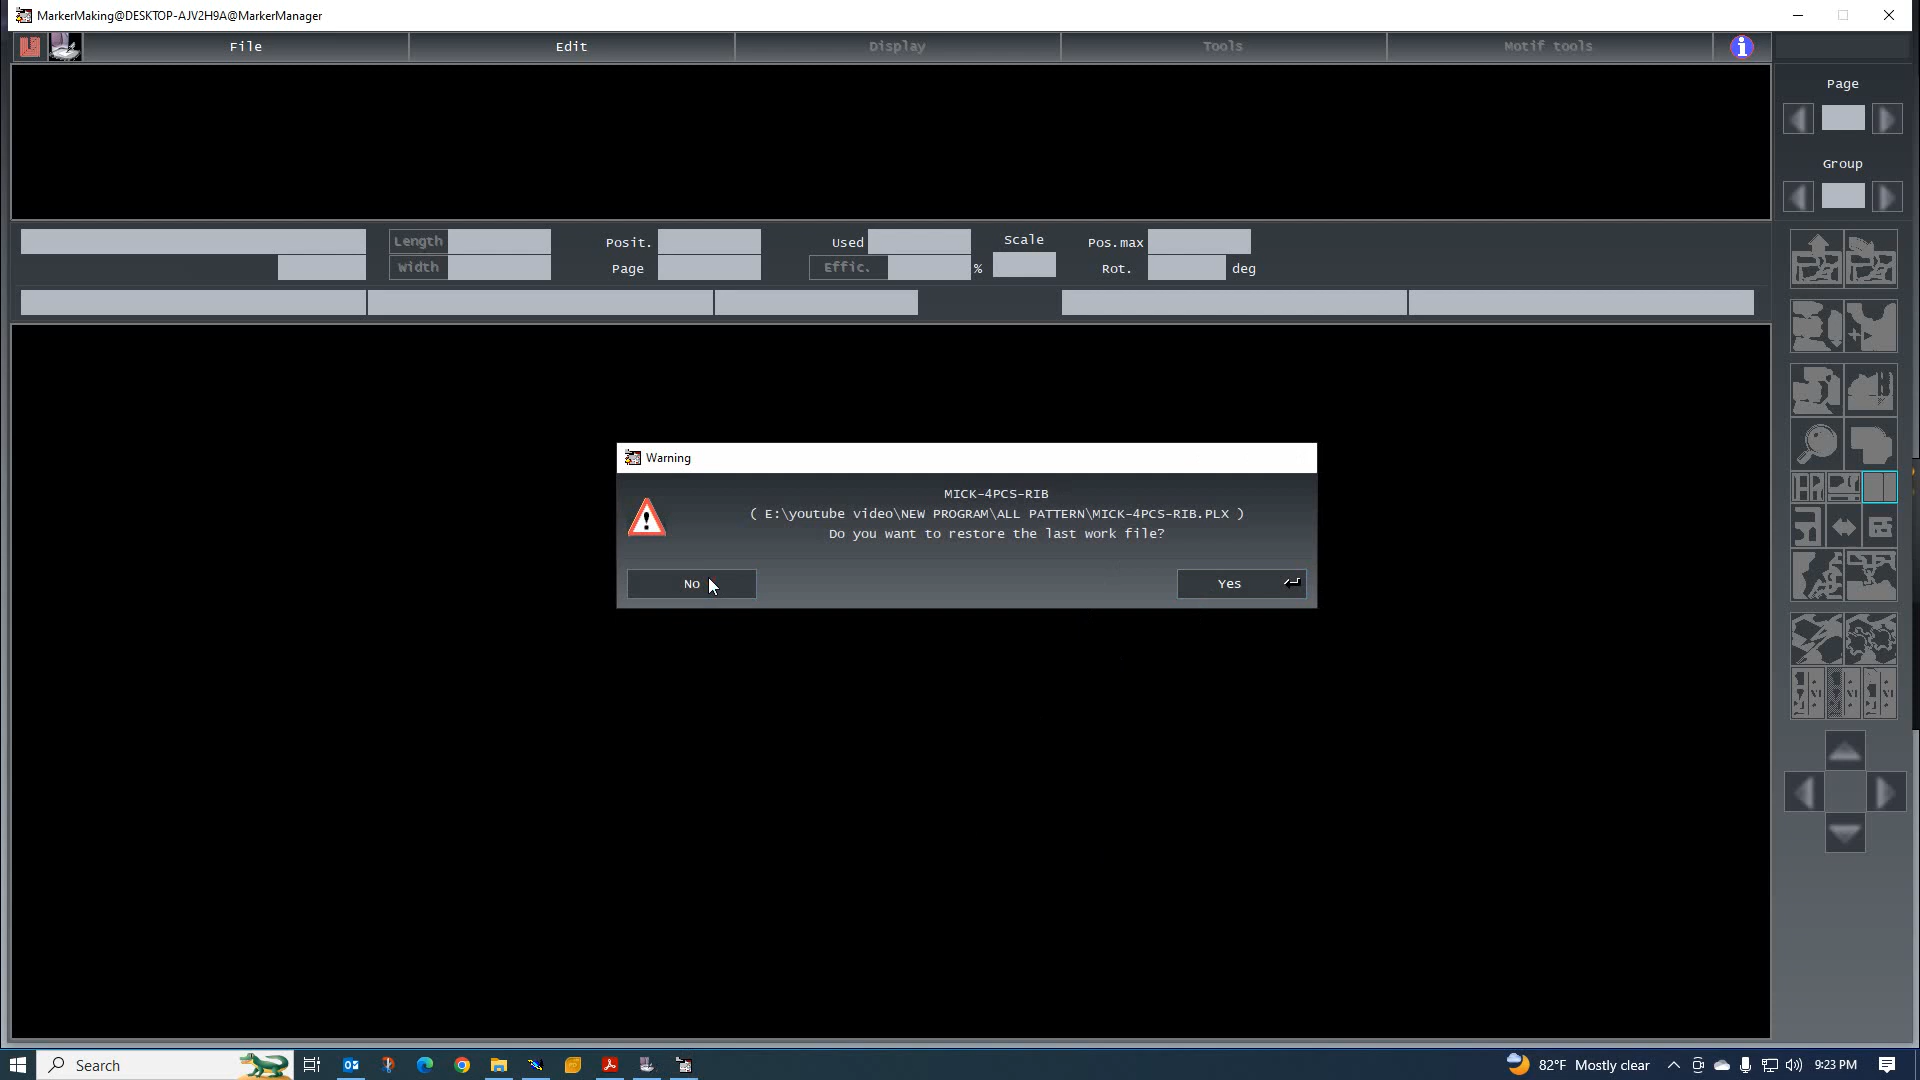 MarkerMaking@DESKTOP-AJV2H9A@MarkerManager
File Edit Display Tools Motif tools
Page
Group
Length Posit. Used Scale Pos.max
Width Page Effic. % Rot. deg
Warning
MICK-4PCS-RIB
( E:\youtube video\NEW PROGRAM\ALL PATTERN\MICK-4PCS-RIB.PLX )
Do you want to restore the last work file?
No Yes
Search 82°F Mostly clear 9:23 PM